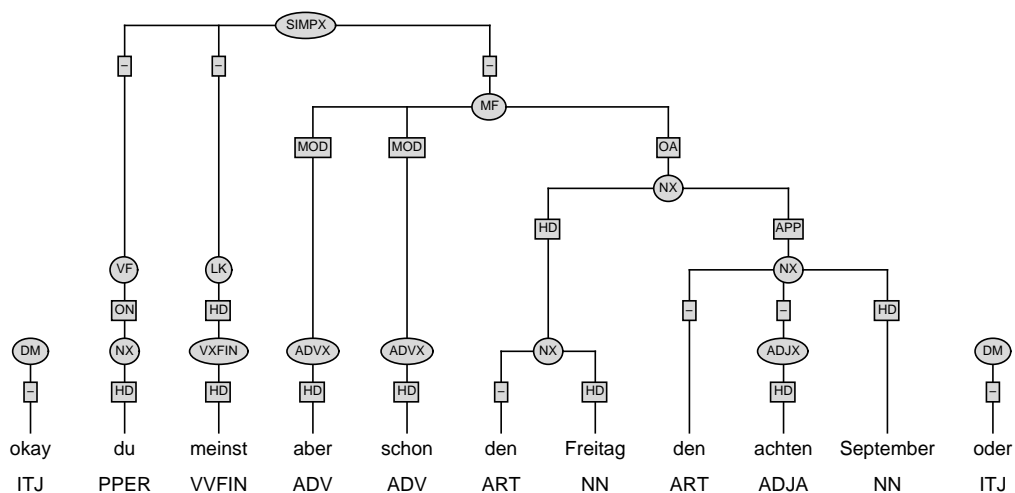 SIMPX
– – –
MF
MOD MOD OA
NX
HD APP
VF LK NX
ON HD – – HD
DM NX VXFIN ADVX ADVX NX ADJX DM
– HD HD HD HD – HD HD –
okay du meinst aber schon den Freitag den achten September oder
ITJ PPER VVFIN ADV ADV ART NN ART ADJA NN ITJ